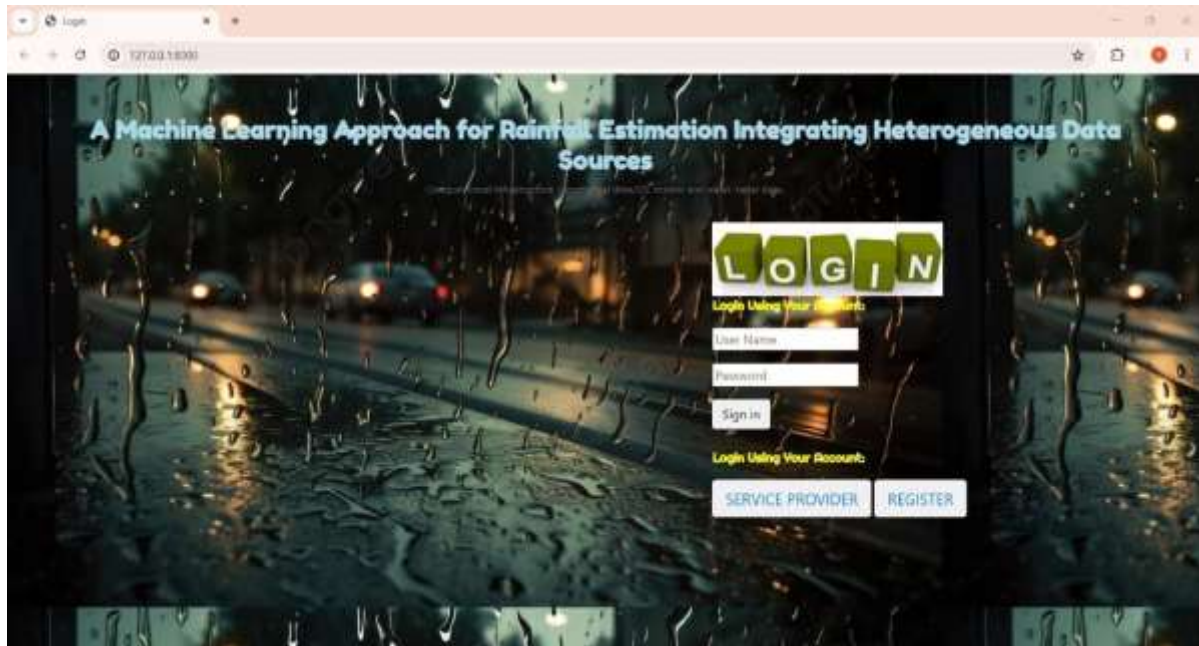 Login
127.0.0.1:8000
A Machine Learning Approach for Rainfall Estimation Integrating Heterogeneous Data
Sources
LOGIN
Login Using Your Account:
User Name
Password
Sign in
Login Using Your Account:
SERVICE PROVIDER REGISTER